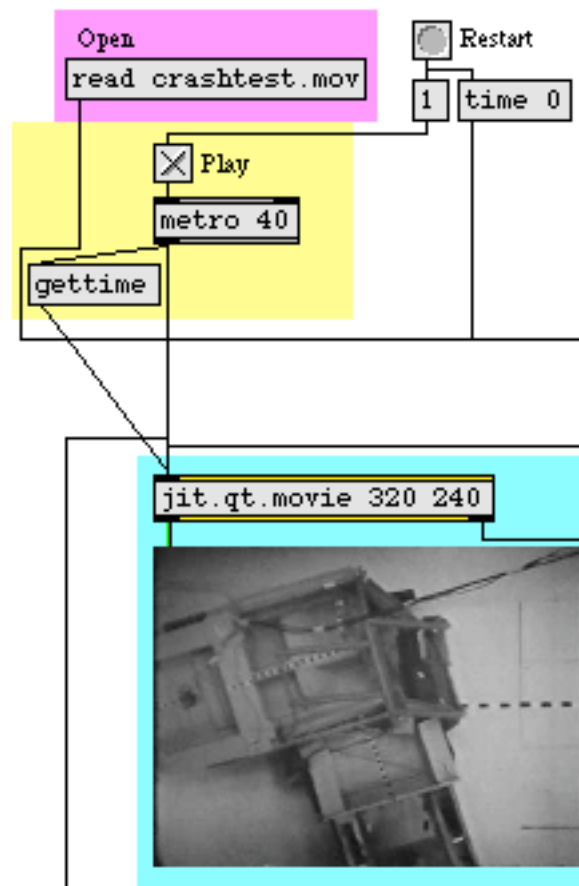 Open
Restart
read crashtest.mov
1
time 0
Play
metro 40
gettime
jit.qt.movie 320 240